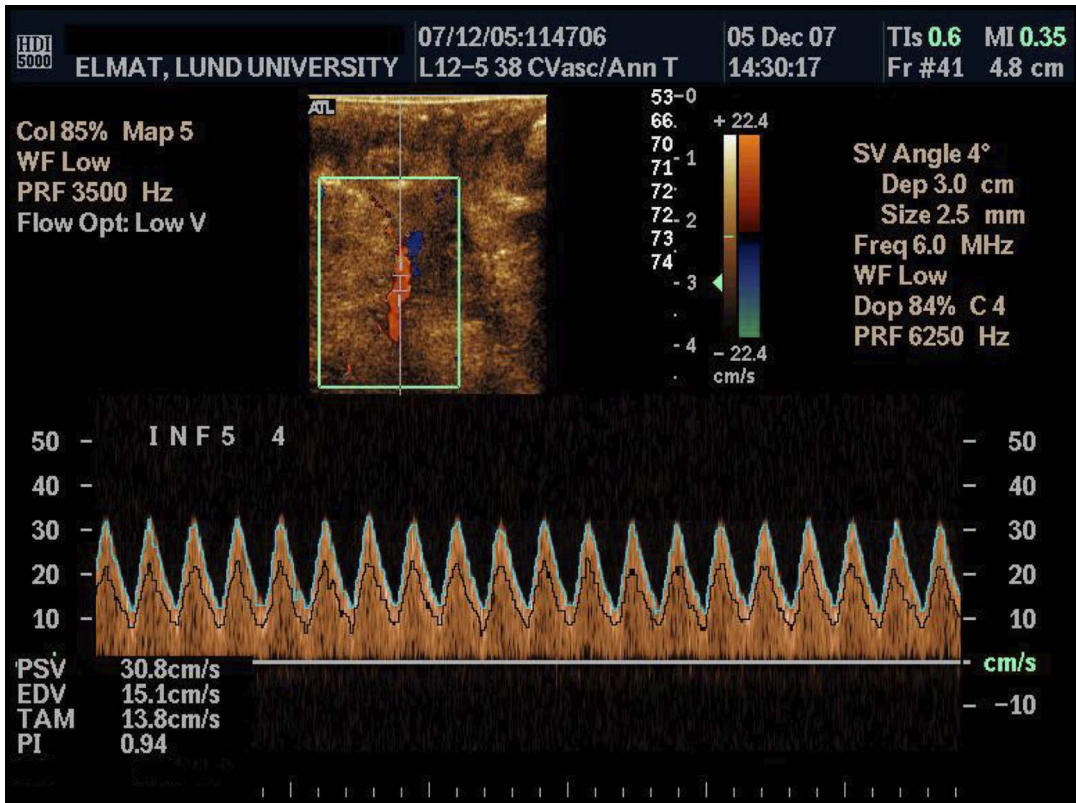 HDI 5000
ELMAT, LUND UNIVERSITY
07/12/05:114706
L12-5 38 CVasc/Ann T
05 Dec 07
14:30:17
TIs 0.6 MI 0.35
Fr #41 4.8 cm
Col 85% Map 5
WF Low
PRF 3500 Hz
Flow Opt: Low V
ATL
53
66.
70
71
72
72.
73
74
0
1
2
3
4
+ 22.4
- 22.4
cm/s
SV Angle 4°
Dep 3.0 cm
Size 2.5 mm
Freq 6.0 MHz
WF Low
Dop 84% C 4
PRF 6250 Hz
INF5 4
50
40
30
20
10
50
40
30
20
10
cm/s
-10
PSV 30.8cm/s
EDV 15.1cm/s
TAM 13.8cm/s
PI 0.94